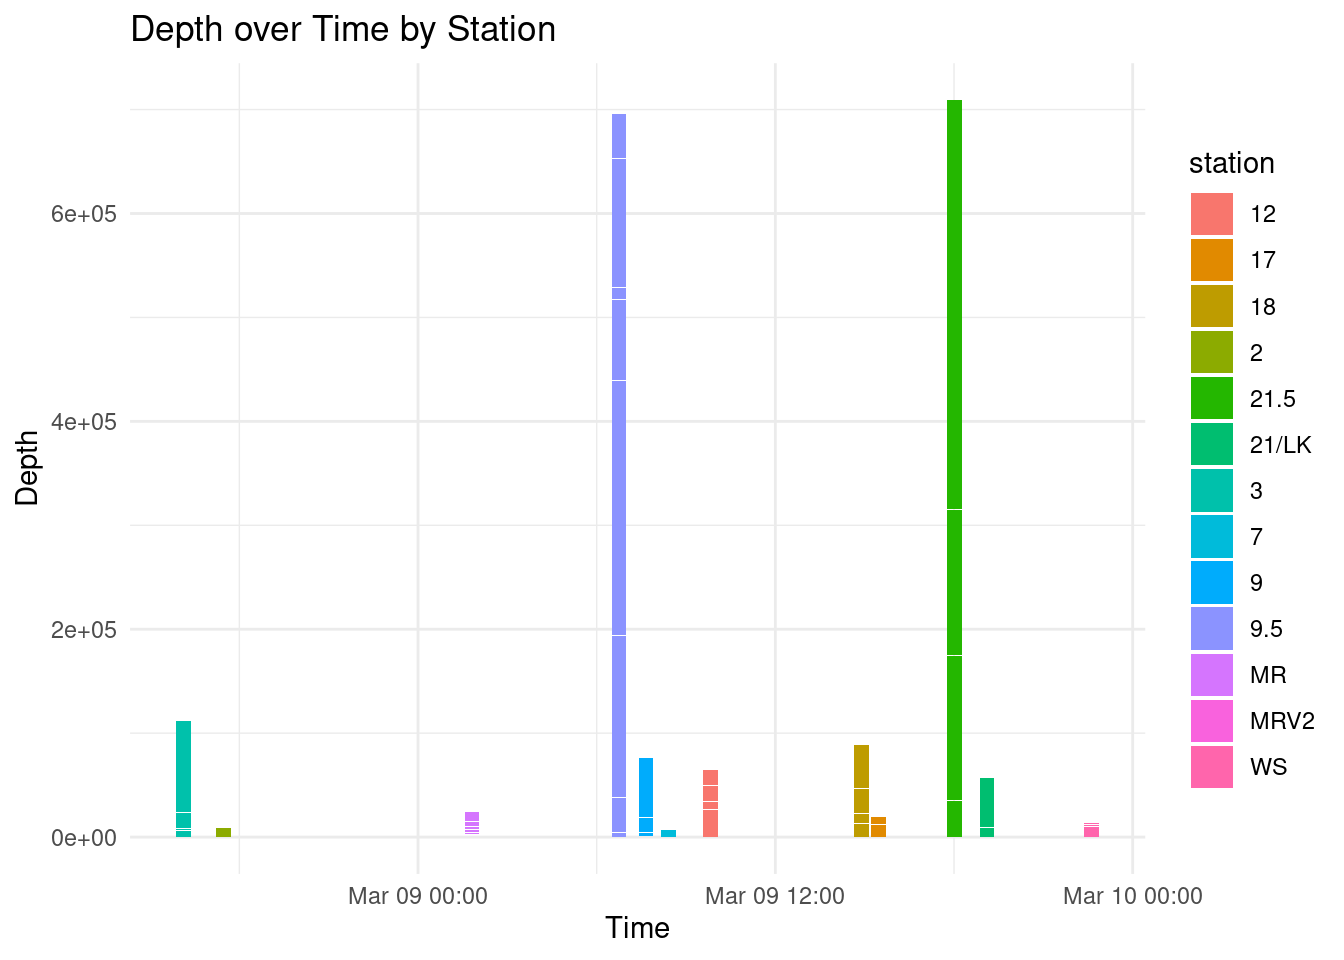 Depth over Time by Station
Depth
6e+05
4e+05
2e+05
0e+00
Mar 09 00:00
Mar 09 12:00
Mar 10 00:00
Time
station
12
17
18
2
21.5
21/LK
3
7
9
9.5
MR
MRV2
WS